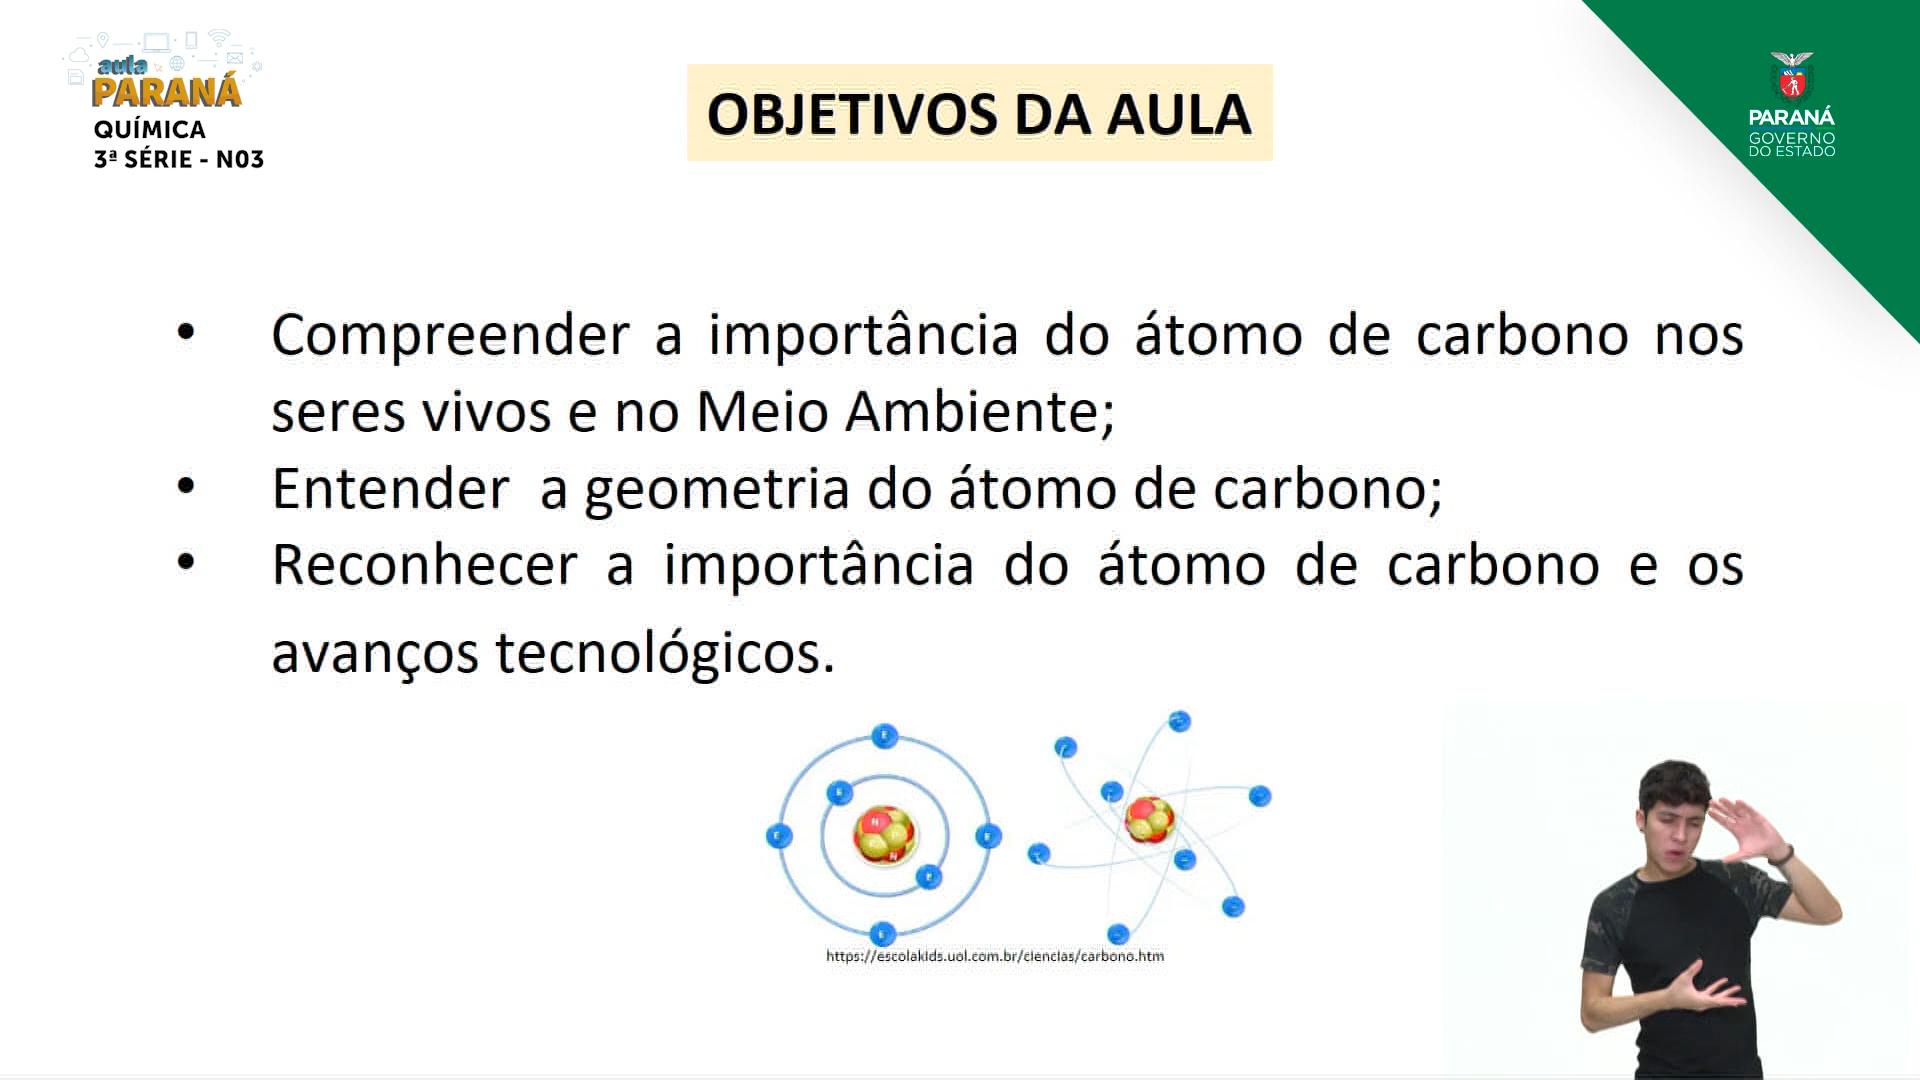 aula
PARANÁ
QUÍMICA
3ª SÉRIE - N03
OBJETIVOS DA AULA
PARANÁ
GOVERNO
DO ESTADO
• Compreender a importância do átomo de carbono nos
seres vivos e no Meio Ambiente;
• Entender a geometria do átomo de carbono;
• Reconhecer a importância do átomo de carbono e os
avanços tecnológicos.
E
E
E
E
E
E
N
N
https://escolakids.uol.com.br/ciencias/carbono.htm